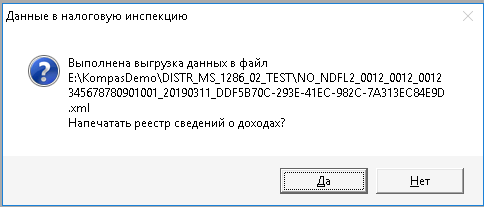 Данные в налоговую инспекцию
Выполнена выгрузка данных в файл
E:\KompasDemo\DISTR_MS_1286_02_TEST\NO_NDFL2_0012_0012_0012
345678780901001_20190311_DDF5B70C-293E-41EC-982C-7A313EC84E9D
.xml
Напечатать реестр сведений о доходах?
Да
Нет